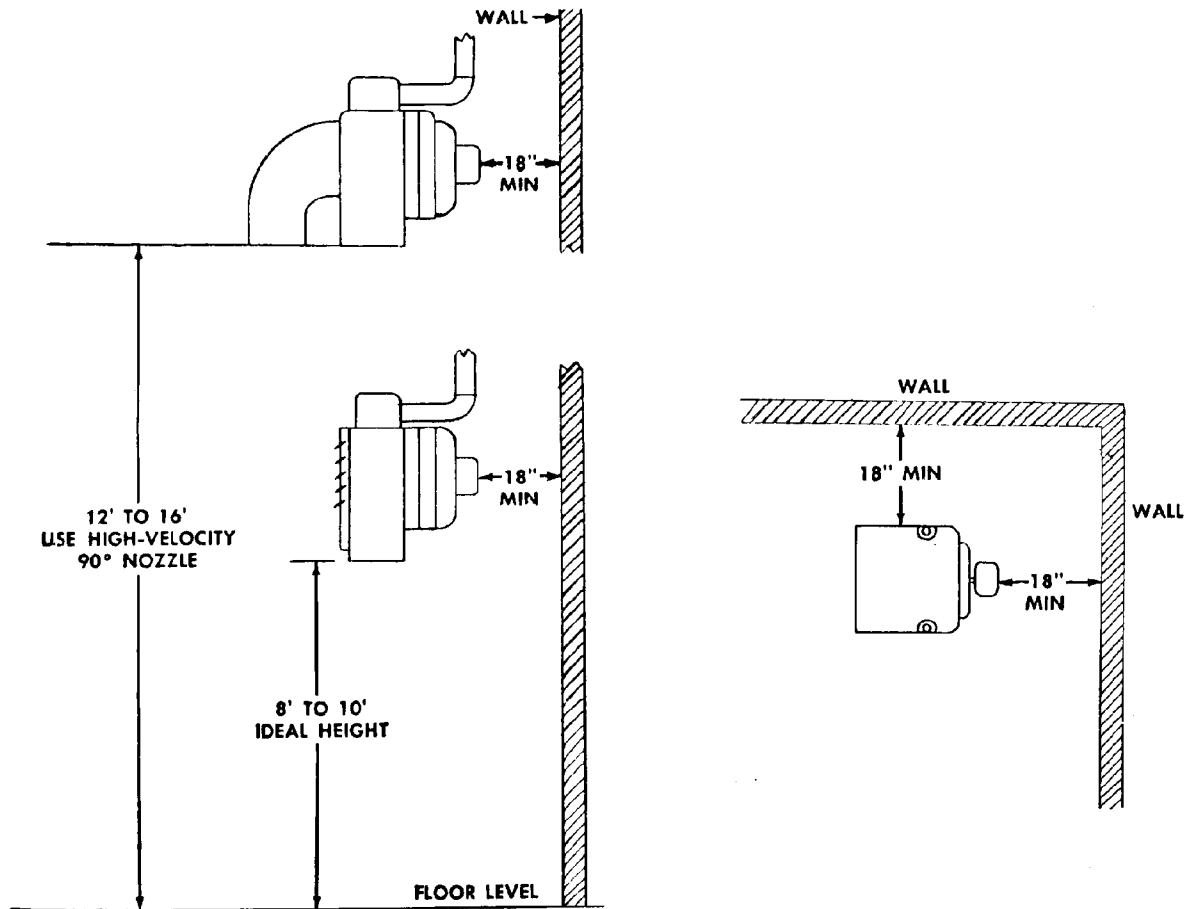 WALL
18"
MIN
18"
MIN
12' TO 16'
USE HIGH-VELOCITY
90° NOZZLE
8' TO 10'
IDEAL HEIGHT
FLOOR LEVEL
WALL
18" MIN
WALL
18"
MIN